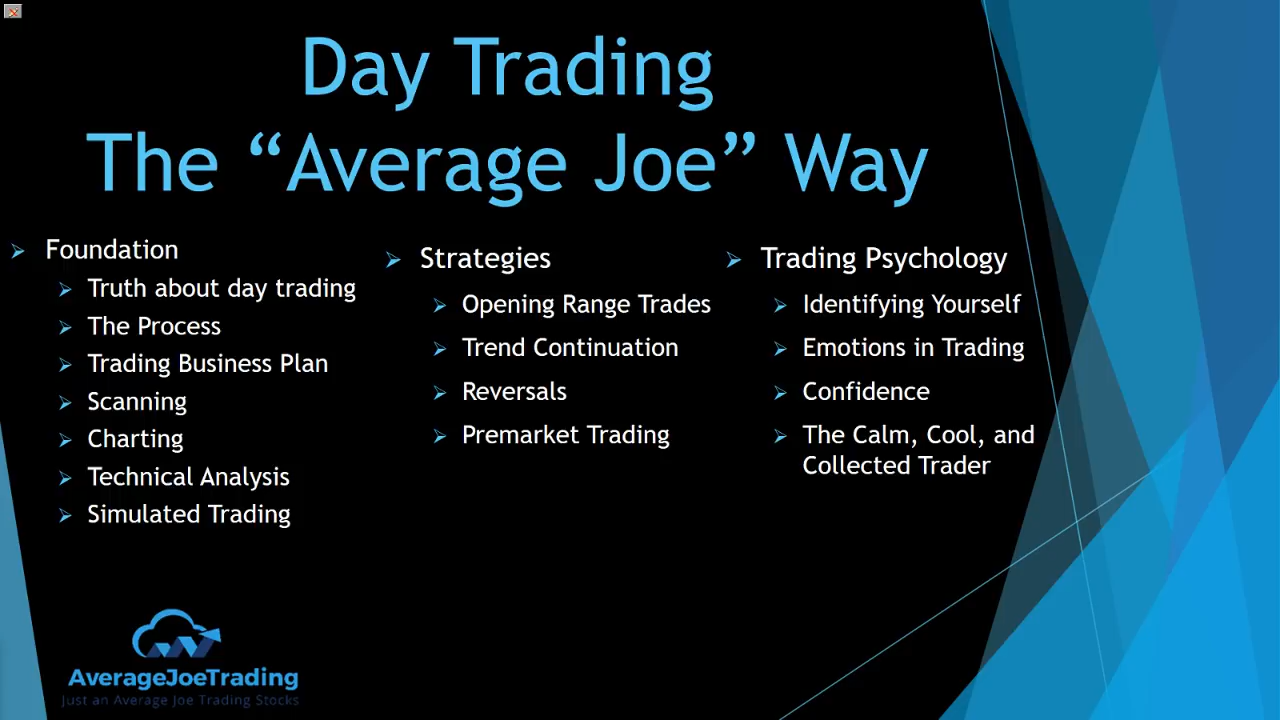 Day Trading
The “Average Joe” Way
Foundation
Truth about day trading
The Process
Trading Business Plan
Scanning
Charting
Technical Analysis
Simulated Trading
Strategies
Opening Range Trades
Trend Continuation
Reversals
Premarket Trading
Trading Psychology
Identifying Yourself
Emotions in Trading
Confidence
The Calm, Cool, and
Collected Trader
AverageJoeTrading
Just an Average Joe Trading Stocks